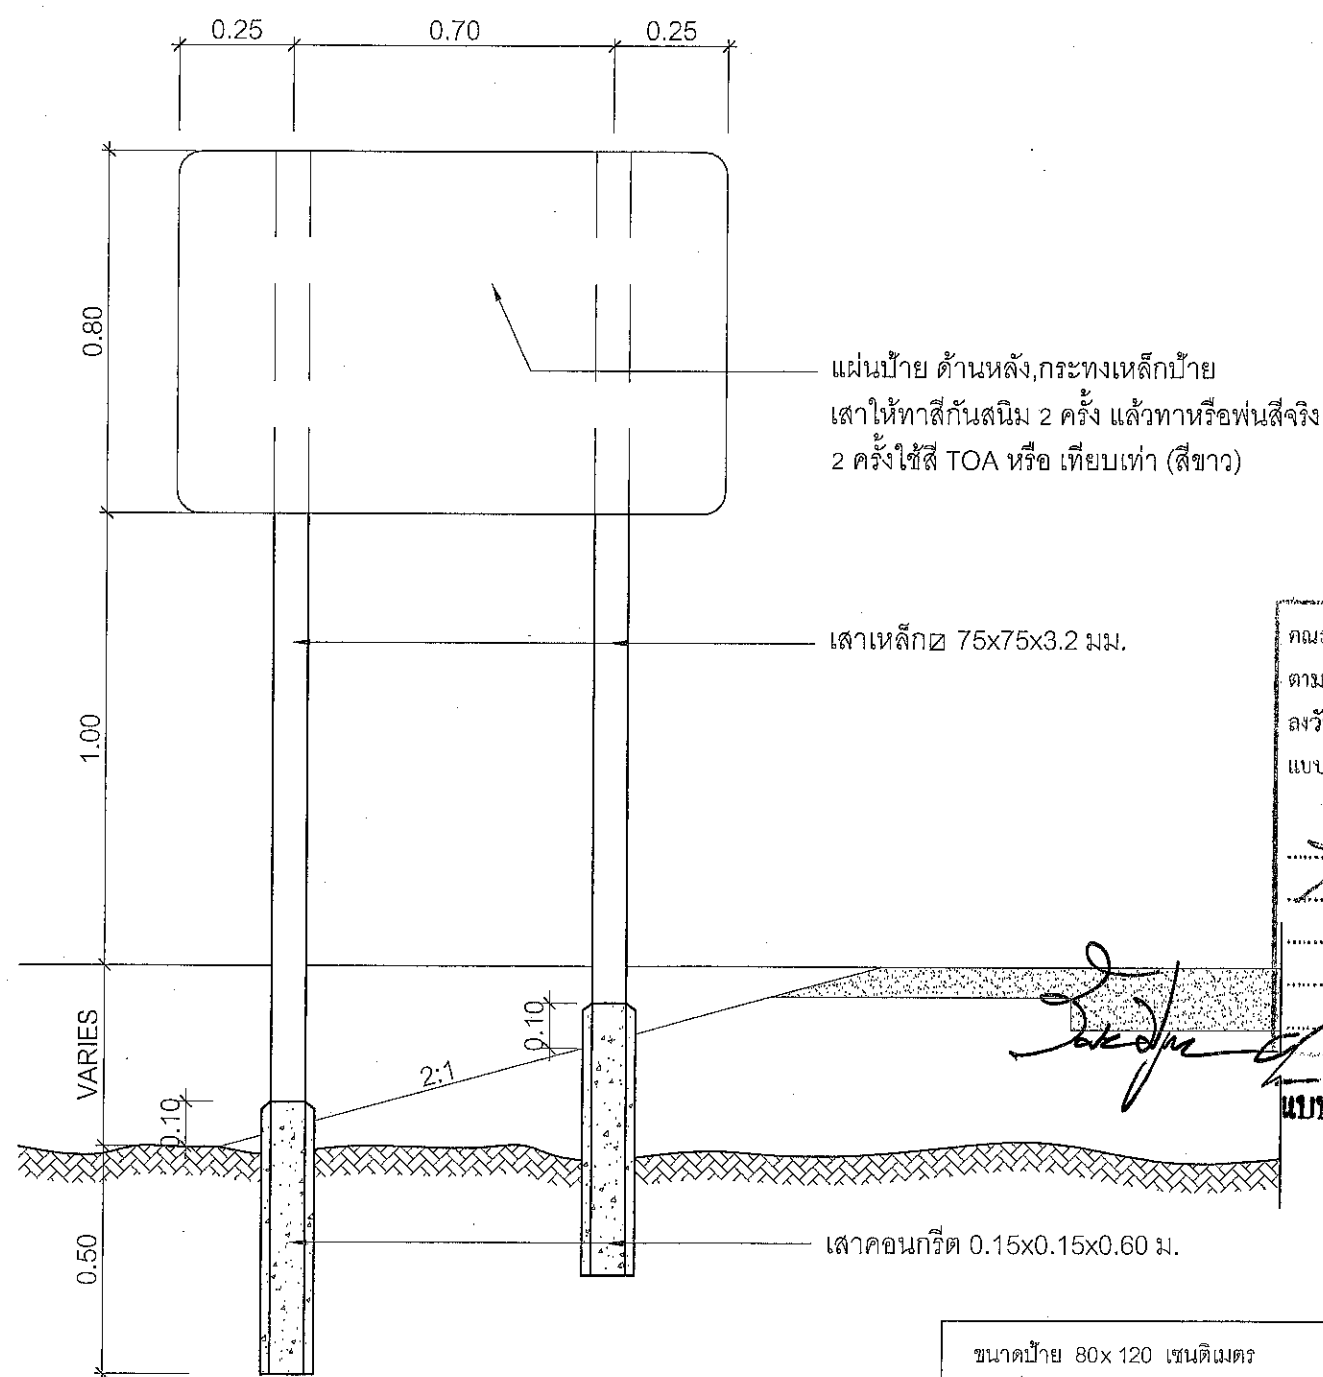 0.25 0.70 0.25
0.80
แผ่นป้าย ด้านหลัง,กระทงเหล็กป้าย
เสาให้ทาสีกันสนิม 2 ครั้ง แล้วทาหรือพ่นสีจริง
2 ครั้งใช้สี TOA หรือ เทียบเท่า (สีขาว)
เสาเหล็ก 75x75x3.2 มม.
1.00
VARIES
0.10
2:1
0.10
0.50
เสาคอนกรีต 0.15x0.15x0.60 ม.
ตาม
ขนาดป้าย 80x120 เซนติเมตร